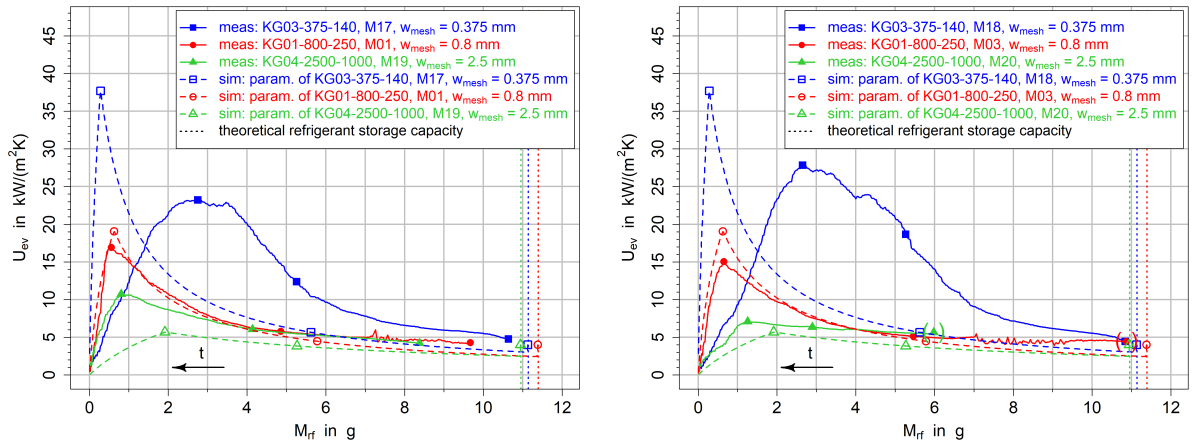 meas: KG03-375-140, M17, wmesh = 0.375 mm
meas: KG01-800-250, M01, wmesh = 0.8 mm
meas: KG04-2500-1000, M19, wmesh = 2.5 mm
sim: param. of KG03-375-140, M17, wmesh = 0.375 mm
sim: param. of KG01-800-250, M01, wmesh = 0.8 mm
sim: param. of KG04-2500-1000, M19, wmesh = 2.5 mm
theoretical refrigerant storage capacity
Uev in kW/(m²K)
45
40
35
30
25
20
15
10
5
0
t
0 2 4 6 8 10 12
Mrf in g
meas: KG03-375-140, M18, wmesh = 0.375 mm
meas: KG01-800-250, M03, wmesh = 0.8 mm
meas: KG04-2500-1000, M20, wmesh = 2.5 mm
sim: param. of KG03-375-140, M18, wmesh = 0.375 mm
sim: param. of KG01-800-250, M03, wmesh = 0.8 mm
sim: param. of KG04-2500-1000, M20, wmesh = 2.5 mm
theoretical refrigerant storage capacity
Uev in kW/(m²K)
45
40
35
30
25
20
15
10
5
0
( )
( )
t
0 2 4 6 8 10 12
Mrf in g